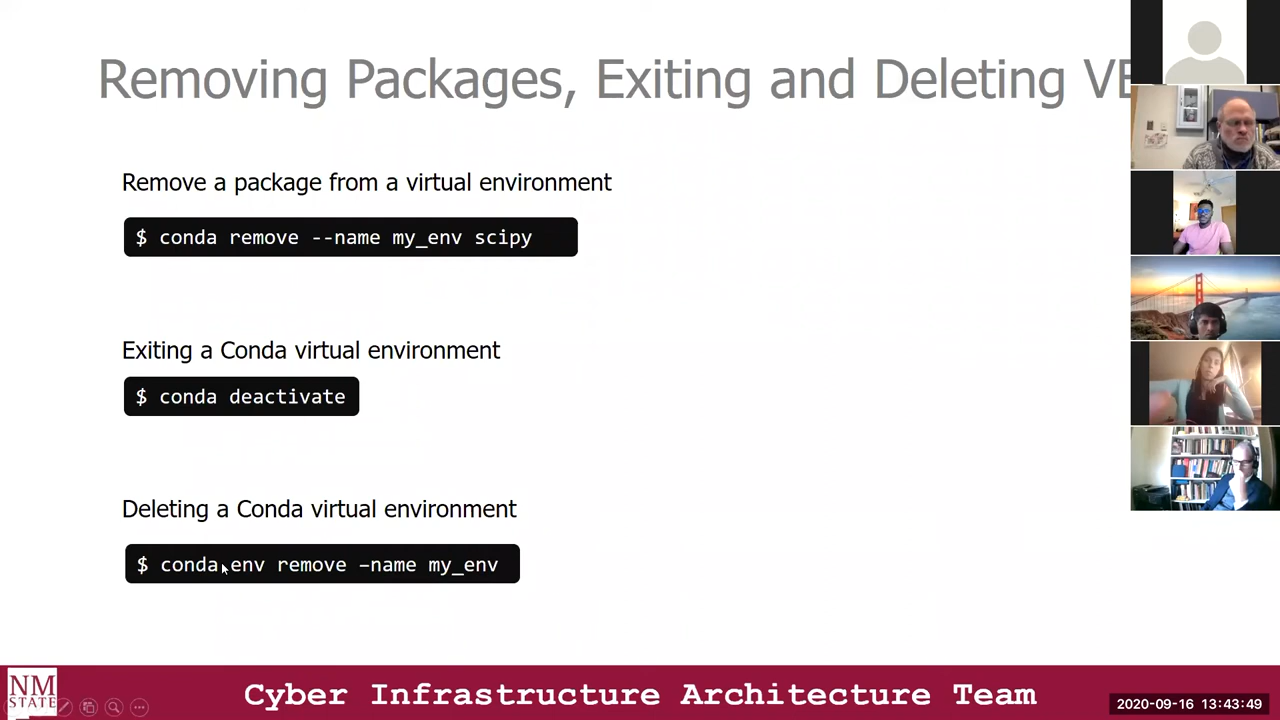 Removing Packages, Exiting and Deleting VE
Remove a package from a virtual environment
$ conda remove --name my_env scipy
Exiting a Conda virtual environment
$ conda deactivate
Deleting a Conda virtual environment
$ conda env remove –name my_env
NM
STATE
Cyber Infrastructure Architecture Team
2020-09-16 13:43:49